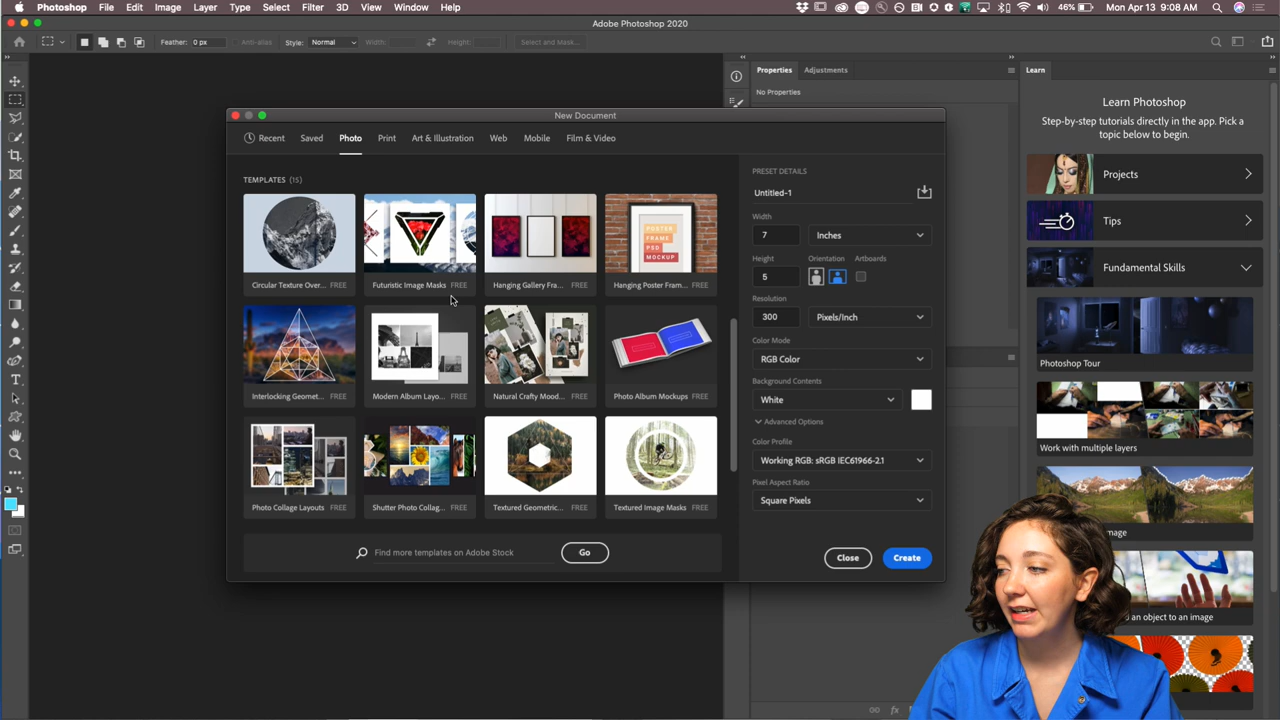 Photoshop File Edit Image Layer Type Select Filter 3D View Window Help 46% Mon Apr 13 9:08 AM
Adobe Photoshop 2020
Feather: 0 px Anti-alias Style: Normal Width: Height: Select and Mask...
Properties Adjustments
Learn
No Properties
Learn Photoshop
Step-by-step tutorials directly in the app. Pick a
topic below to begin.
Projects
Tips
Fundamental Skills
Photoshop Tour
Work with multiple layers
mage
d an object to an image
New Document
Recent Saved Photo Print Art & Illustration Web Mobile Film & Video
TEMPLATES (15)
Circular Texture Over... FREE Futuristic Image Masks FREE Hanging Gallery Fra... FREE Hanging Poster Fram... FREE
POSTER
FRAME
PSD
MOCKUP
Interlocking Geomet... FREE Modern Album Layo... FREE Natural Crafty Mood... FREE Photo Album Mockups FREE
Photo Collage Layouts FREE Shutter Photo Collag... FREE Textured Geometric... FREE Textured Image Masks FREE
Find more templates on Adobe Stock Go
PRESET DETAILS
Untitled-1
Width
7 Inches
Height Orientation Artboards
5
Resolution
300 Pixels/Inch
Color Mode
RGB Color
Background Contents
White
Advanced Options
Color Profile
Working RGB: sRGB IEC61966-2.1
Pixel Aspect Ratio
Square Pixels
Close Create
fx